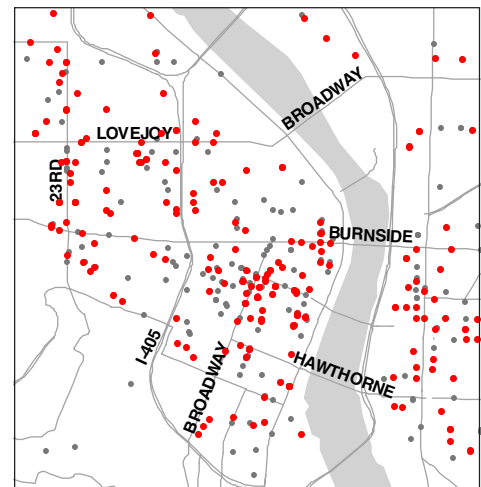 BROADWAY
LOVEJOY
23RD
BURNSIDE
I-405
BROADWAY
HAWTHORNE